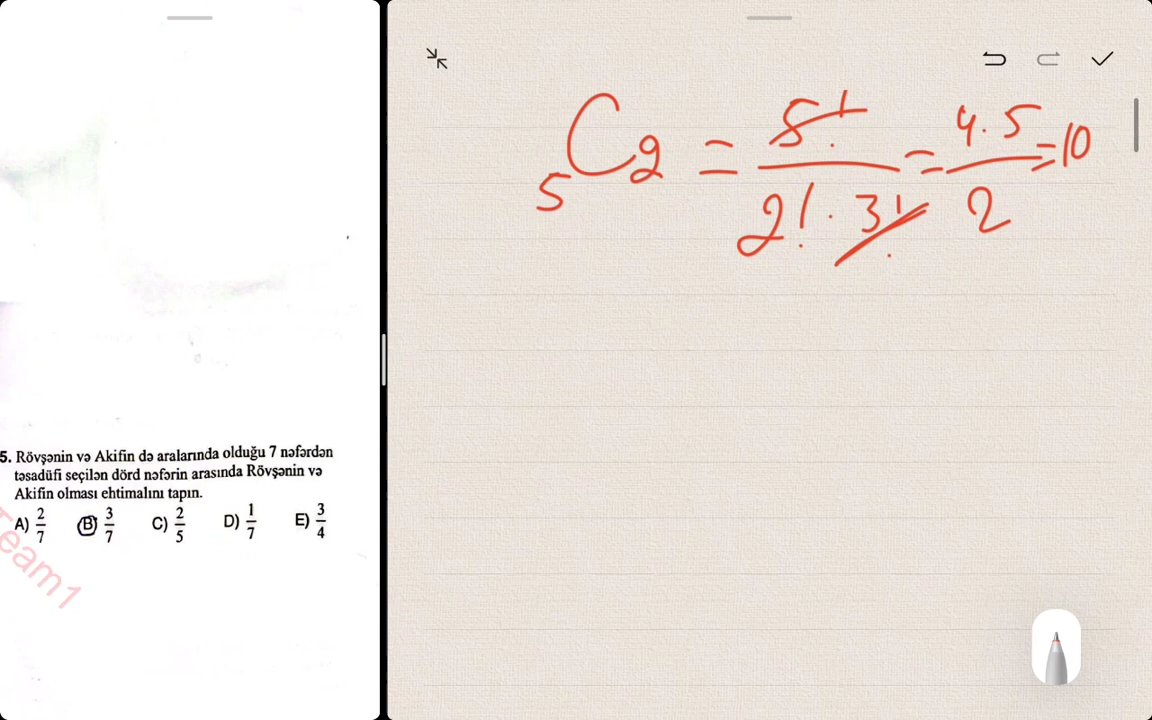 5. Rövşənin və Akifin də aralarında olduğu 7 nəfərdən
təsadüfi seçilən dörd nəfərin arasında Rövşənin və
Akifin olması ehtimalını tapın.
A) 2/7 B) 3/7 C) 2/5 D) 1/7 E) 3/4
Team1
5C2 = 5!/(2! · 3!) = 4.5/2 = 10